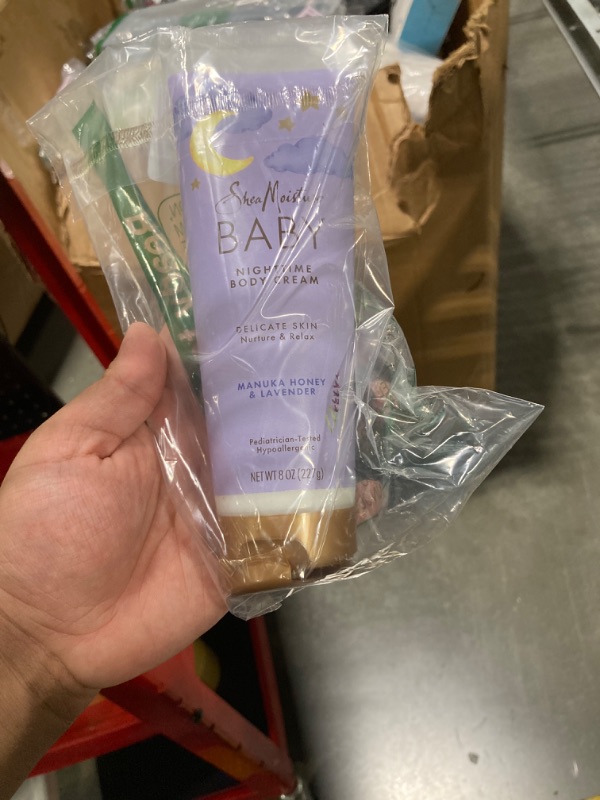 SheaMoisture
BABY
NIGHTTIME
BODY CREAM
DELICATE SKIN
Nurture & Relax
MANUKA HONEY
& LAVENDER
Pediatrician-Tested
Hypoallergenic
NET WT 8 OZ (227g)